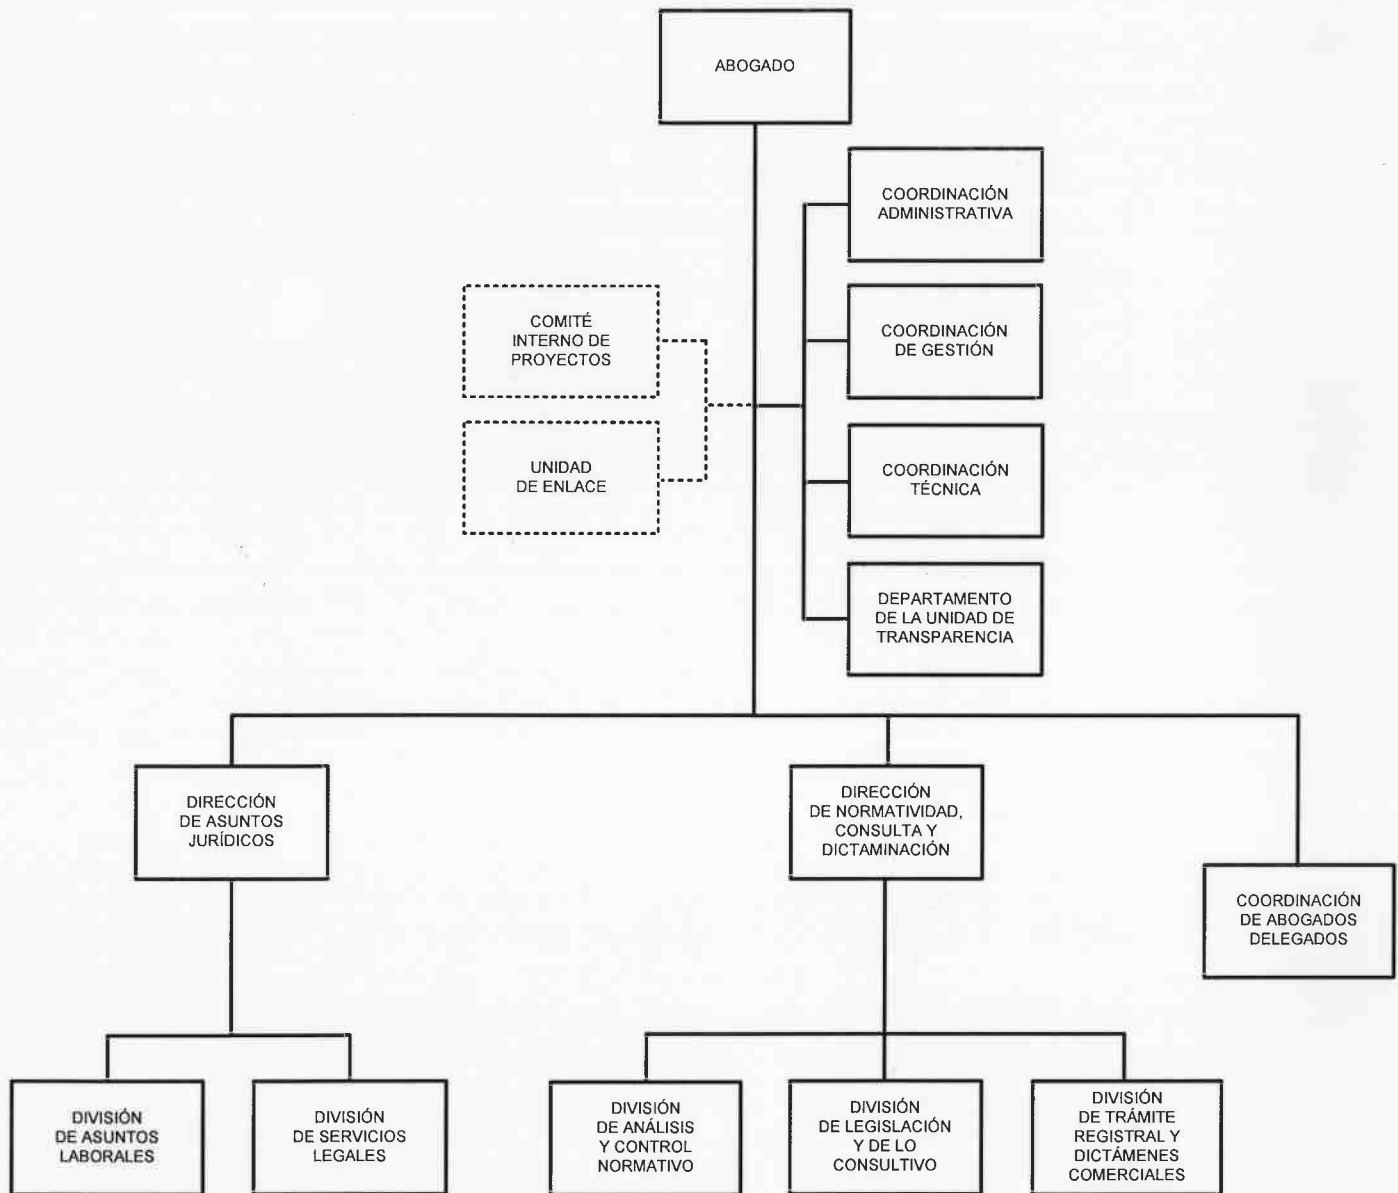 ABOGADO
COORDINACIÓN
ADMINISTRATIVA
COMITÉ
INTERNO DE
PROYECTOS
COORDINACIÓN
DE GESTIÓN
UNIDAD
DE ENLACE
COORDINACIÓN
TÉCNICA
DEPARTAMENTO
DE LA UNIDAD DE
TRANSPARENCIA
DIRECCIÓN
DE ASUNTOS
JURÍDICOS
DIRECCIÓN
DE NORMATIVIDAD,
CONSULTA Y
DICTAMINACIÓN
COORDINACIÓN
DE ABOGADOS
DELEGADOS
DIVISIÓN
DE ASUNTOS
LABORALES
DIVISIÓN
DE SERVICIOS
LEGALES
DIVISIÓN
DE ANÁLISIS
Y CONTROL
NORMATIVO
DIVISIÓN
DE LEGISLACIÓN
Y DE LO
CONSULTIVO
DIVISIÓN
DE TRÁMITE
REGISTRAL Y
DICTÁMENES
COMERCIALES